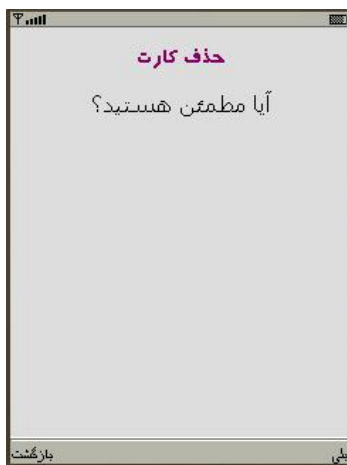 حذف کارت
آیا مطمئن هستید؟
بلی
بازگشت